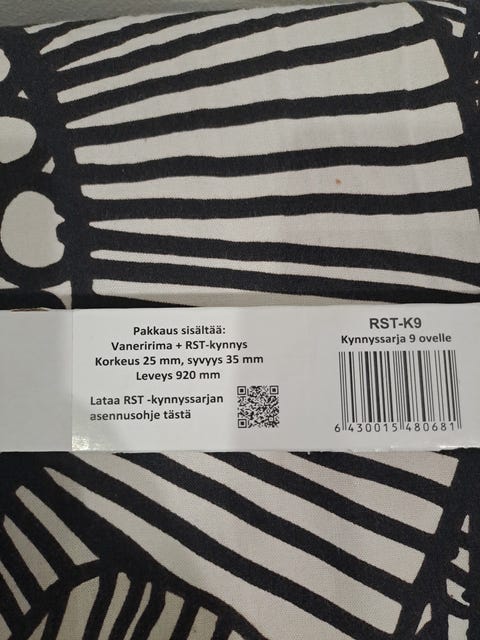 Pakkaus sisältää:
Vaneririma + RST-kynnys
Korkeus 25 mm, syvyys 35 mm
Leveys 920 mm
Lataa RST -kynnyssarjan
asennusohje tästä
RST-K9
Kynnyssarja 9 ovelle
6 430015 480681